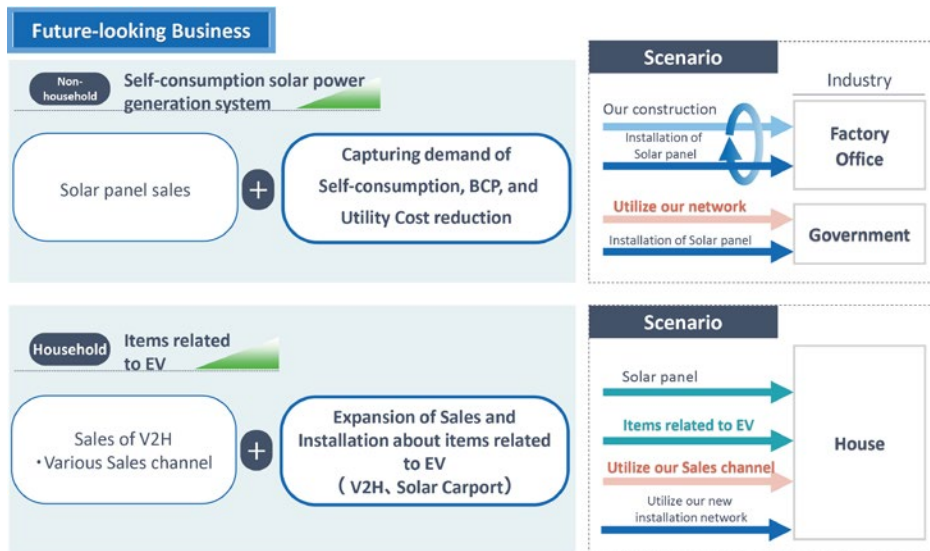 Future-looking Business
Non-
household
Self-consumption solar power
generation system
Solar panel sales
+
Capturing demand of
Self-consumption, BCP, and
Utility Cost reduction
Scenario
Industry
Our construction
Installation of
Solar panel
Factory
Office
Utilize our network
Installation of Solar panel
Government
Household
Items related
to EV
Sales of V2H
・Various Sales channel
+
Expansion of Sales and
Installation about items related
to EV
( V2H、Solar Carport)
Scenario
Solar panel
Items related to EV
Utilize our Sales channel
Utilize our new
installation network
House